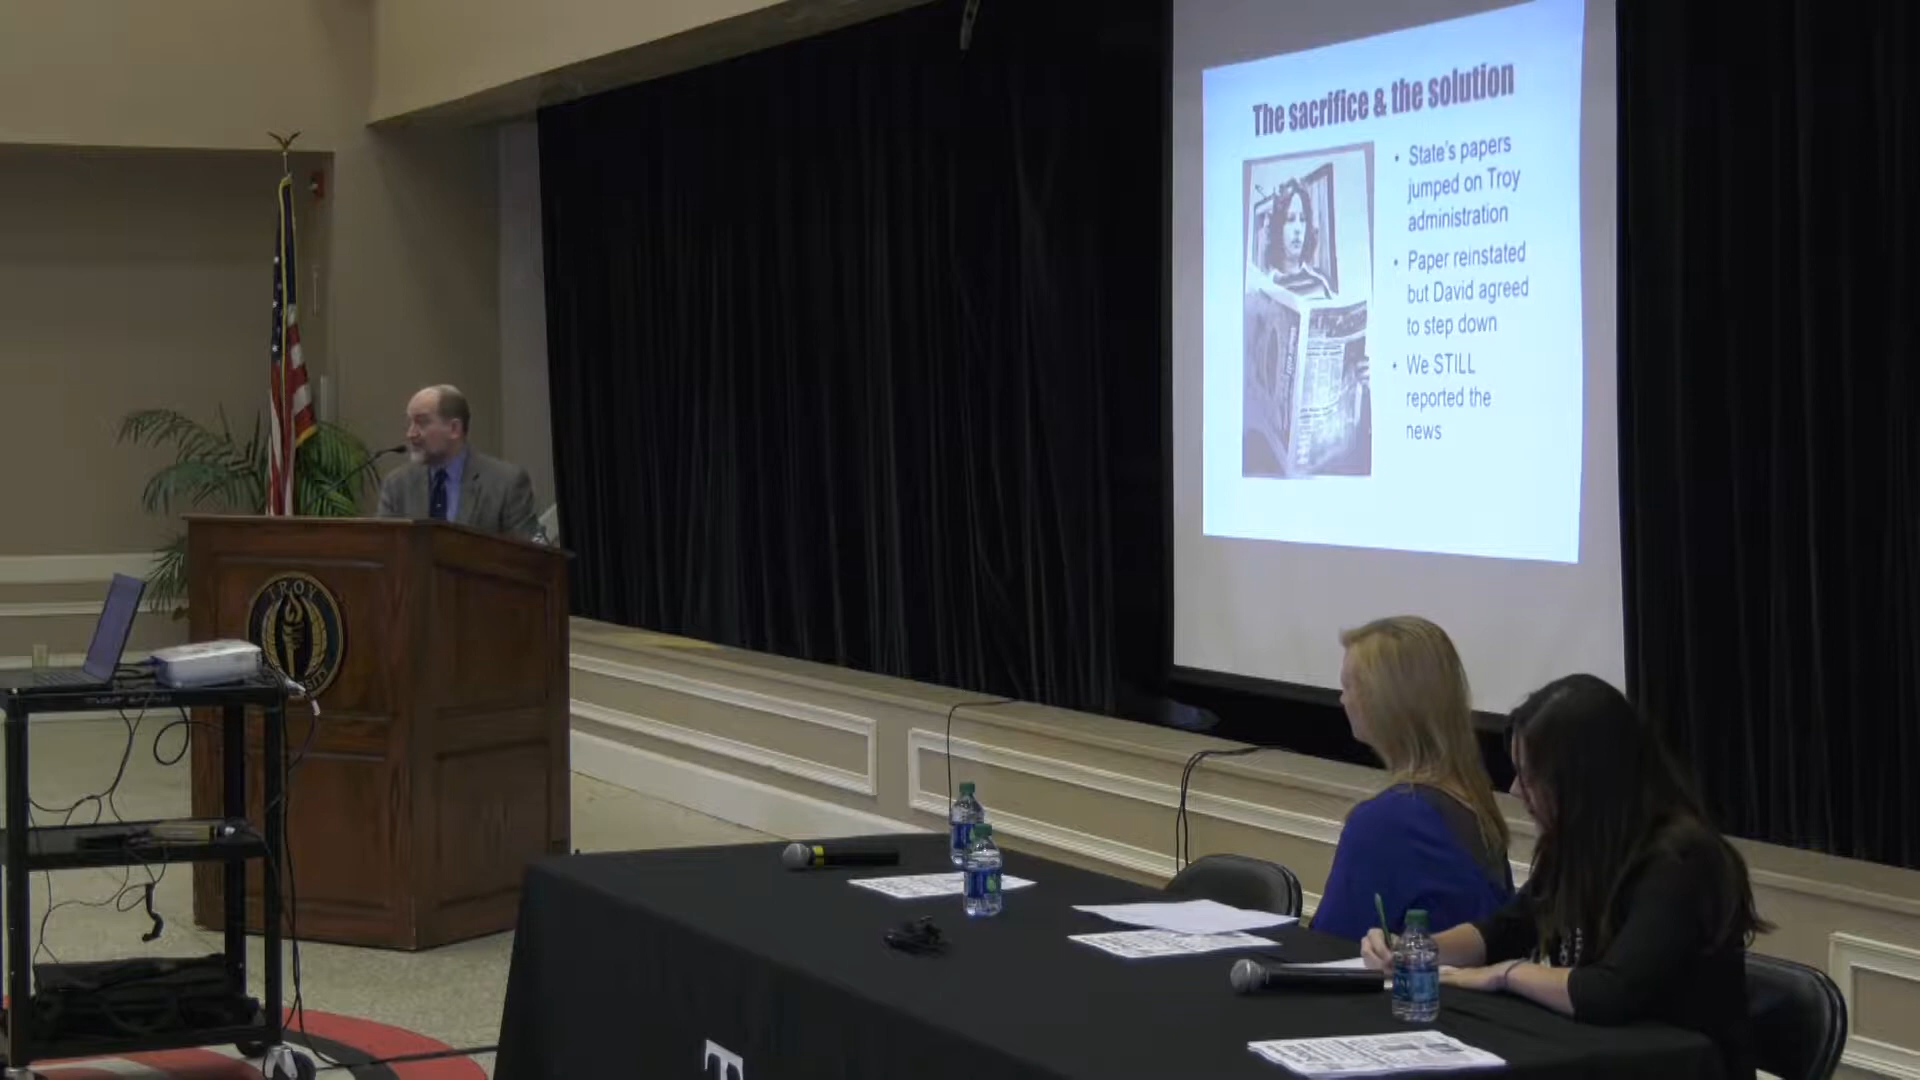 The sacrifice & the solution
• State's papers
jumped on Troy
administration
• Paper reinstated
but David agreed
to step down
• We STILL
reported the
news
TROY
T